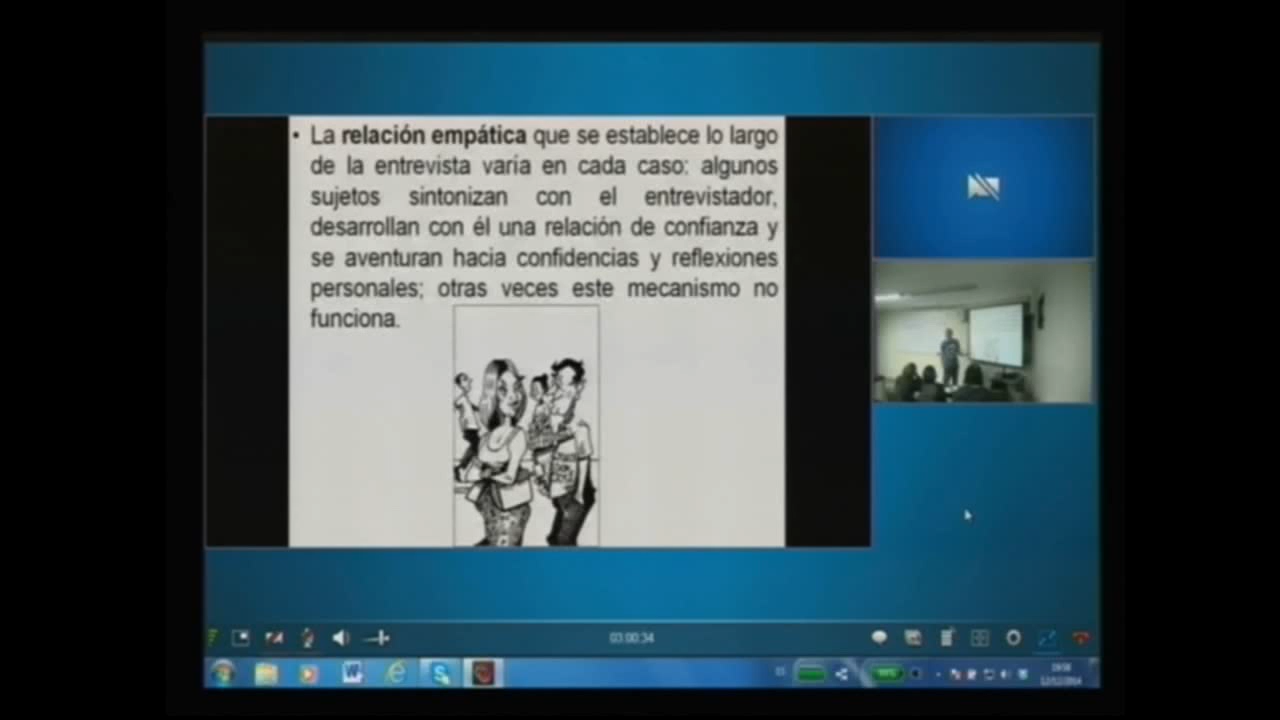 • La relación empática que se establece lo largo
de la entrevista varía en cada caso: algunos
sujetos sintonizan con el entrevistador,
desarrollan con él una relación de confianza y
se aventuran hacia confidencias y reflexiones
personales; otras veces este mecanismo no
funciona.
03:00:34
ES